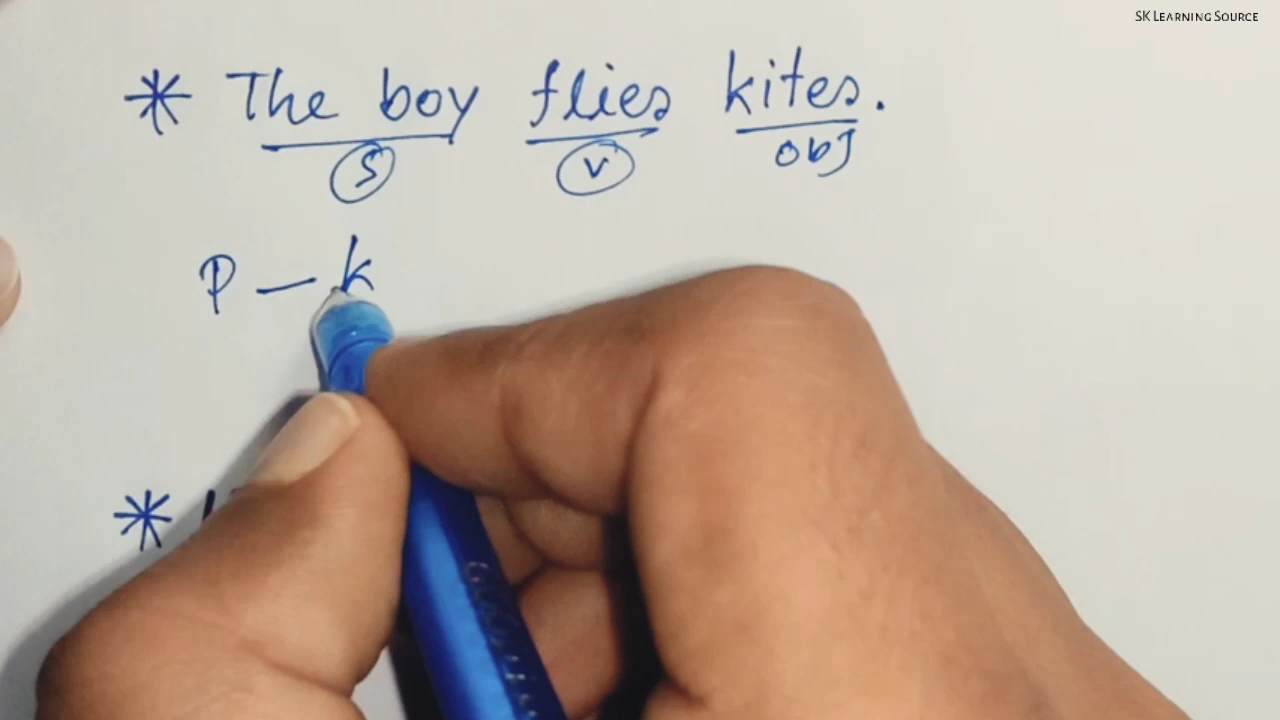 SK Learning Source
* The boy flies kites.
S V obj
P — k
*